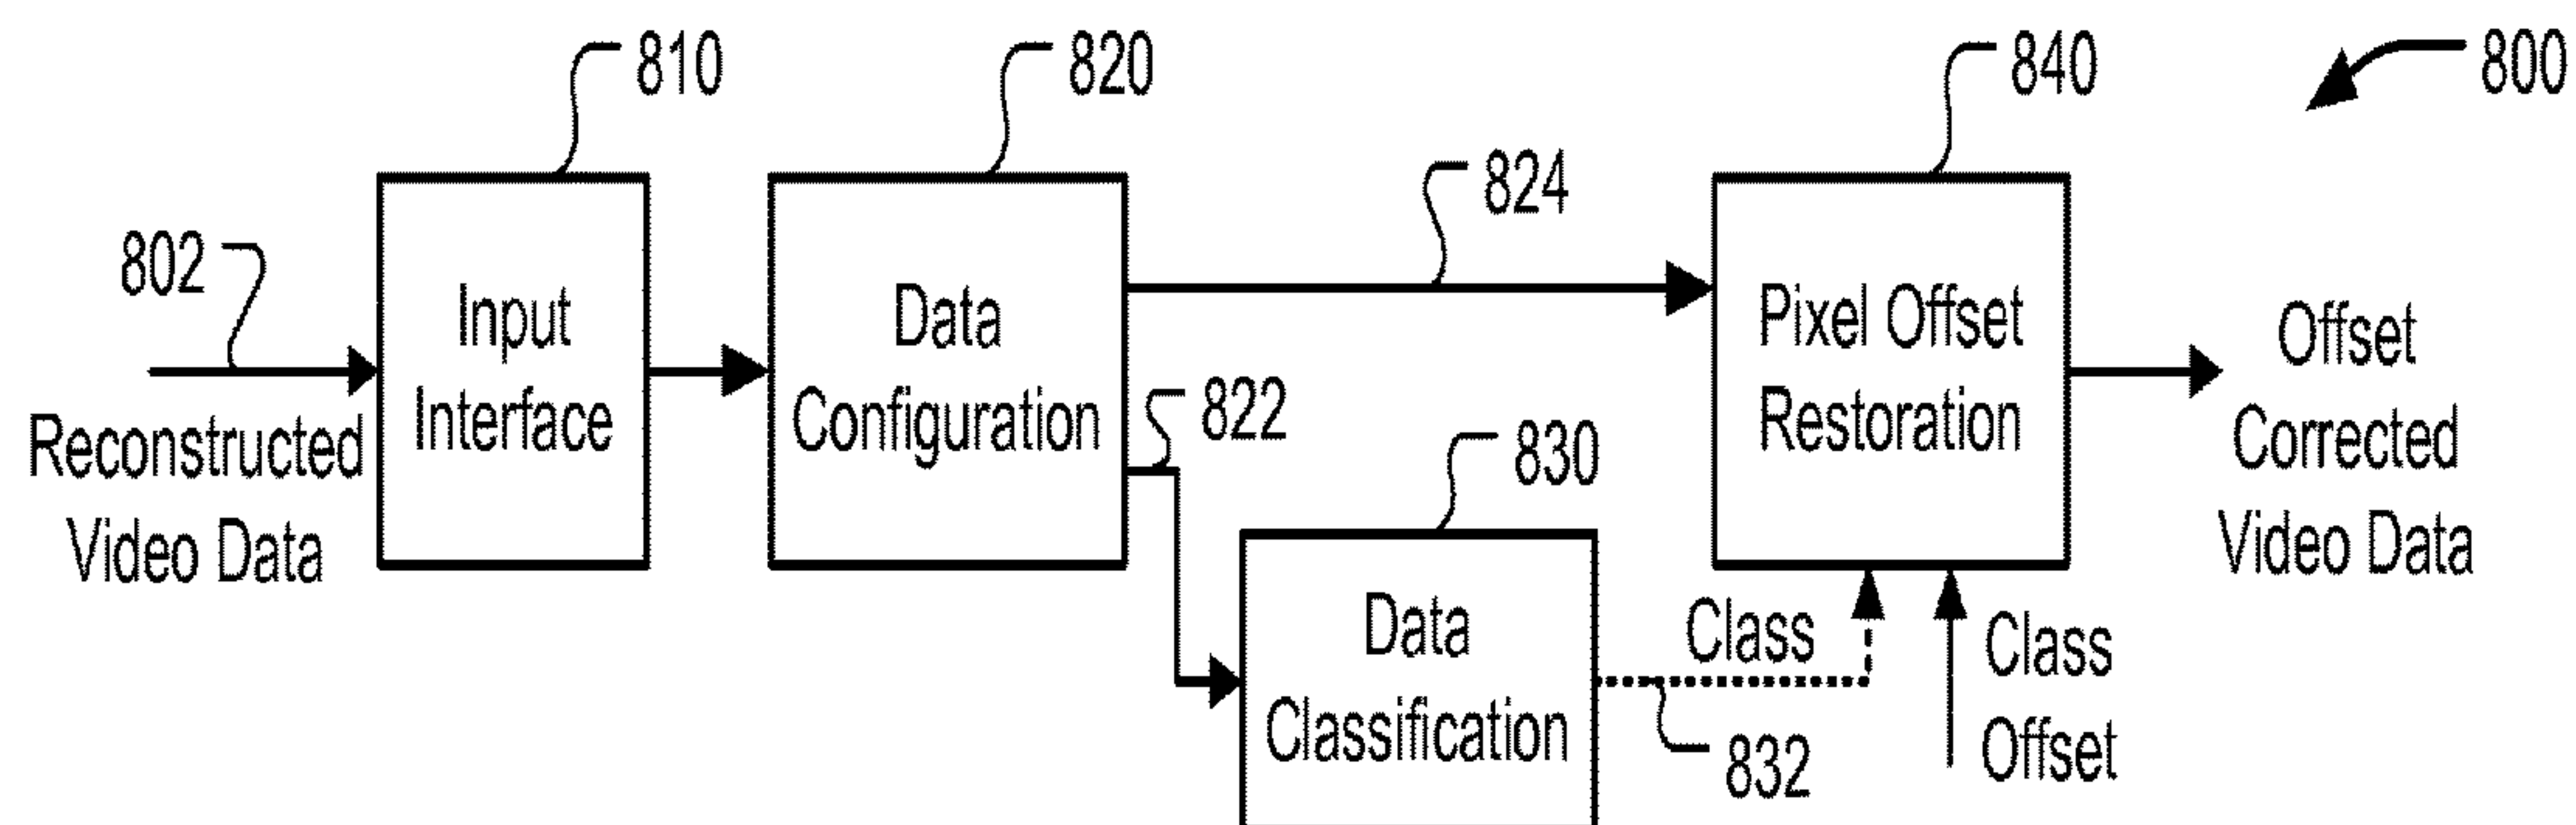 810
820
840
800
802
824
Input
Interface
Data
Configuration
Pixel Offset
Restoration
Reconstructed
Video Data
822
830
Offset
Corrected
Video Data
Data
Classification
Class
832
Class
Offset